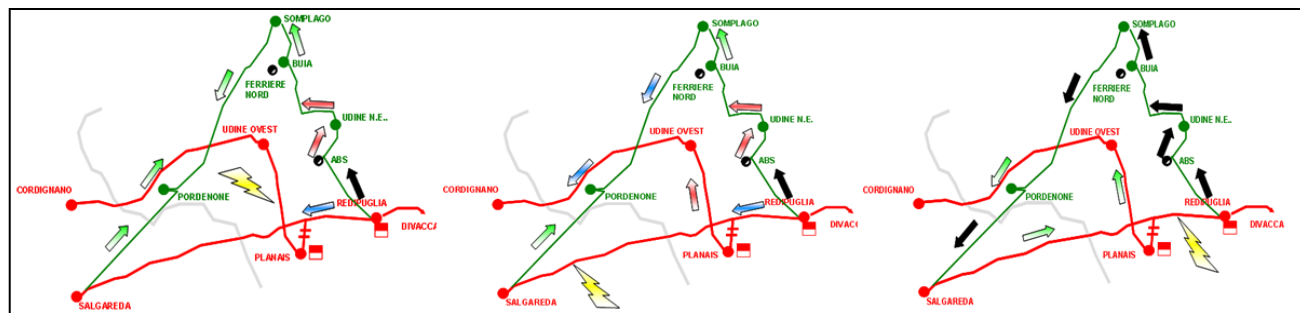 SOMPLAGO
BUIA
FERRIERE
NORD
UDINE N.E..
UDINE OVEST
ABS
CORDIGNANO
PORDENONE
REDIPUGLIA
DIVACCA
PLANAIS
SALGAREDA
SOMPLAGO
BUIA
FERRIERE
NORD
UDINE N.E.
UDINE OVEST
ABS
CORDIGNANO
PORDENONE
REDIPUGLIA
DIVACC
PLANAIS
SALGAREDA
SOMPLAGO
BUIA
FERRIERE
NORD
UDINE N.E..
UDINE OVEST
ABS
CORDIGNANO
PORDENONE
REDIPUGLIA
DIVACCA
PLANAIS
SALGAREDA